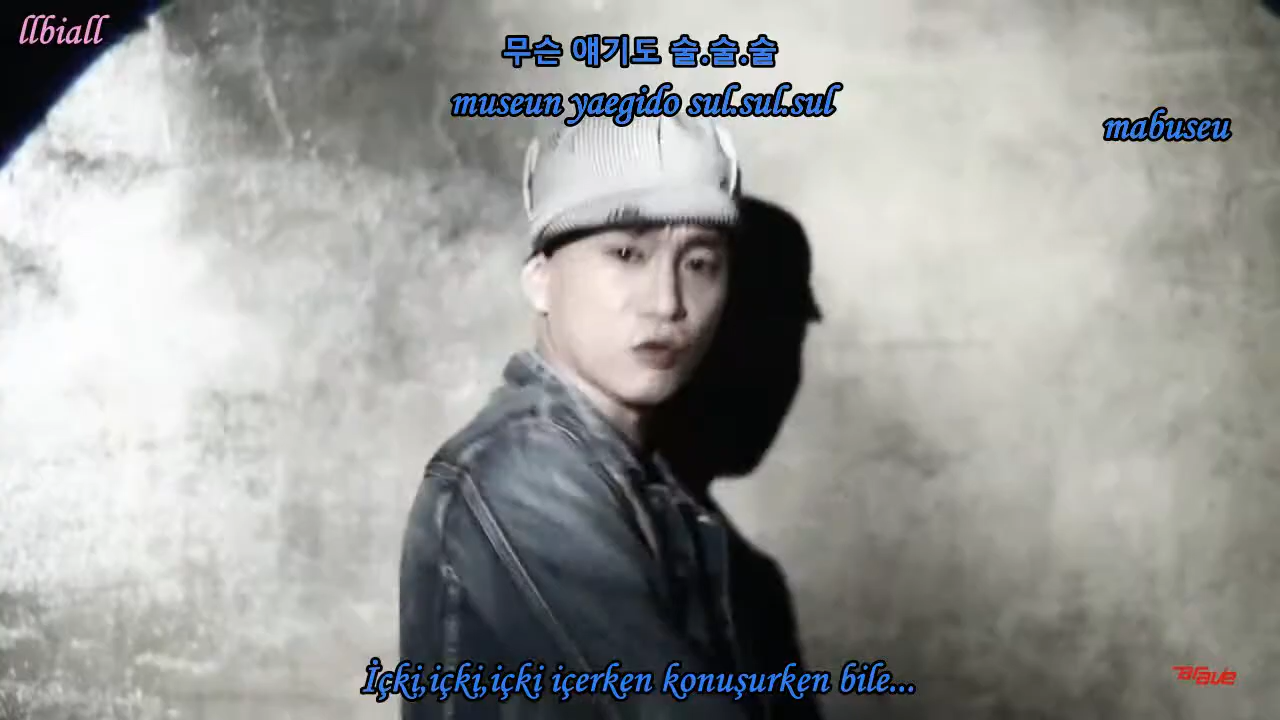 llbiall
무슨 얘기도 술.술.술
museun yaegido sul.sul.sul
mabuseu
İçki,içki,içki içerken konuşurken bile...
Brave